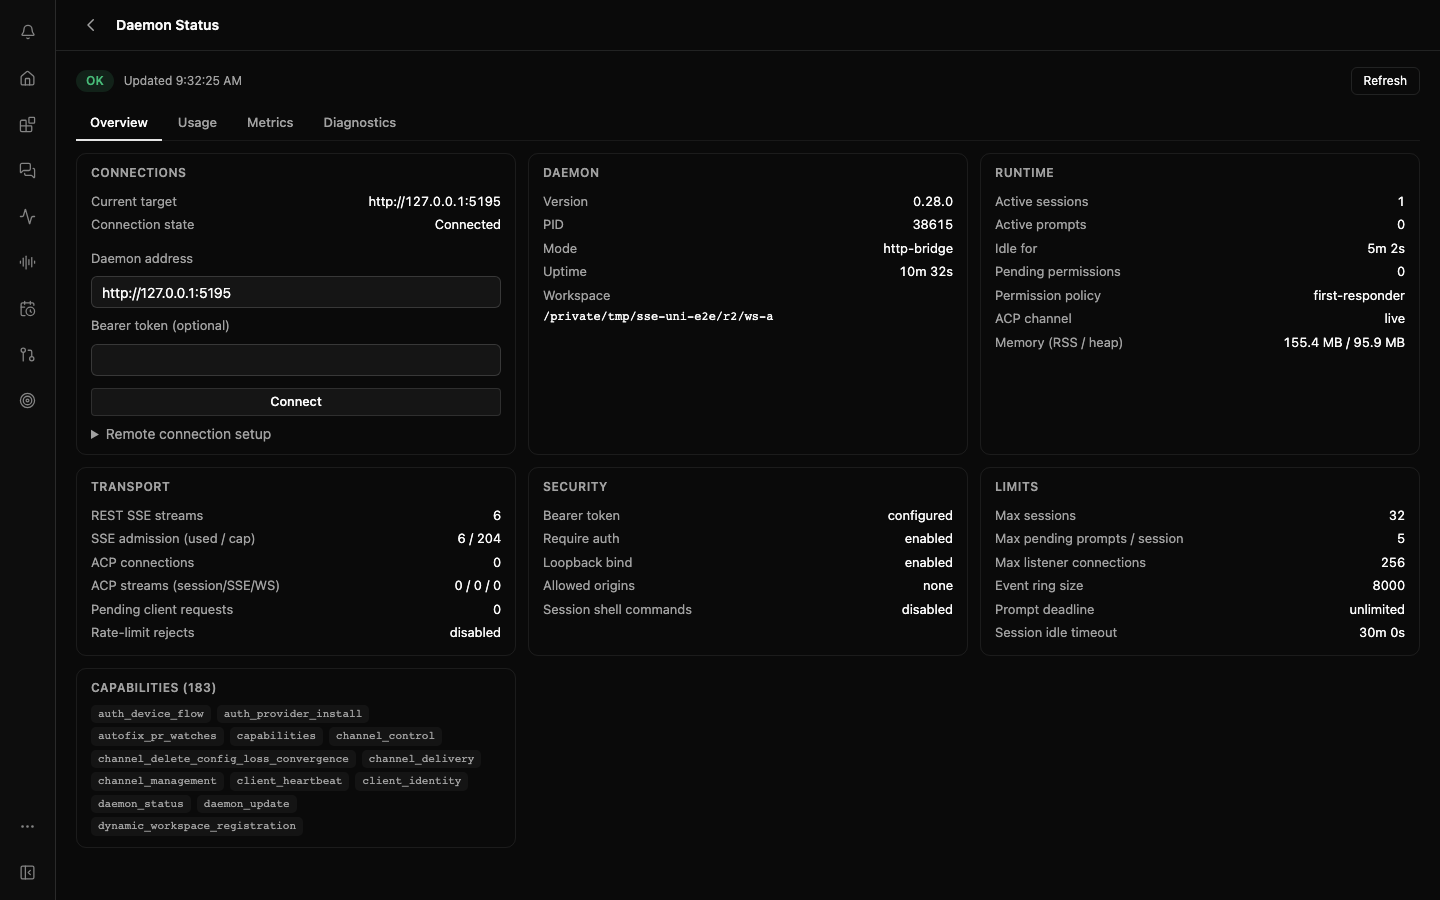 Daemon Status
OK Updated 9:32:25 AM Refresh
Overview Usage Metrics Diagnostics
CONNECTIONS
Current target http://127.0.0.1:5195
Connection state Connected
Daemon address
http://127.0.0.1:5195
Bearer token (optional)
Connect
Remote connection setup
DAEMON
Version 0.28.0
PID 38615
Mode http-bridge
Uptime 10m 32s
Workspace
/private/tmp/sse-uni-e2e/r2/ws-a
RUNTIME
Active sessions 1
Active prompts 0
Idle for 5m 2s
Pending permissions 0
Permission policy first-responder
ACP channel live
Memory (RSS / heap) 155.4 MB / 95.9 MB
TRANSPORT
REST SSE streams 6
SSE admission (used / cap) 6 / 204
ACP connections 0
ACP streams (session/SSE/WS) 0 / 0 / 0
Pending client requests 0
Rate-limit rejects disabled
SECURITY
Bearer token configured
Require auth enabled
Loopback bind enabled
Allowed origins none
Session shell commands disabled
LIMITS
Max sessions 32
Max pending prompts / session 5
Max listener connections 256
Event ring size 8000
Prompt deadline unlimited
Session idle timeout 30m 0s
CAPABILITIES (183)
auth_device_flow auth_provider_install
autofix_pr_watches capabilities channel_control
channel_delete_config_loss_convergence channel_delivery
channel_management client_heartbeat client_identity
daemon_status daemon_update
dynamic_workspace_registration